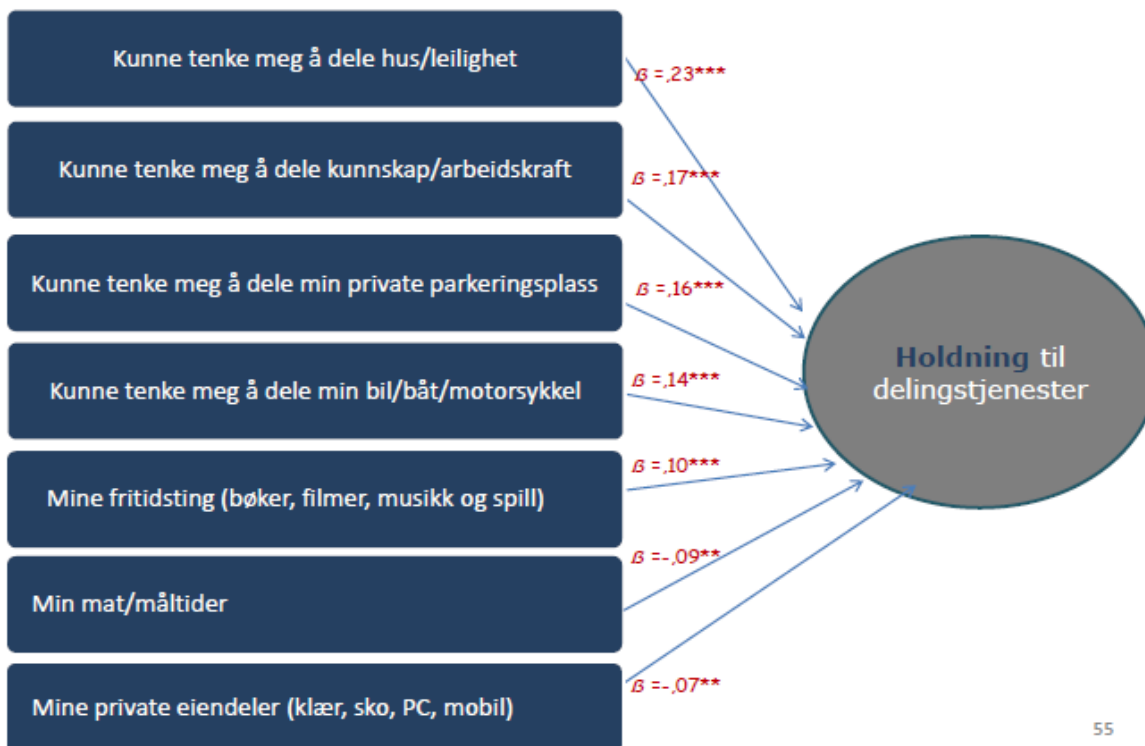 Kunne tenke meg å dele hus/leilighet
ß =,23***
Kunne tenke meg å dele kunnskap/arbeidskraft
ß =,17***
Kunne tenke meg å dele min private parkeringsplass
ß =,16***
Kunne tenke meg å dele min bil/båt/motorsykkel
ß =,14***
Mine fritidsting (bøker, filmer, musikk og spill)
ß =,10***
Min mat/måltider
ß =-,09**
Mine private eiendeler (klær, sko, PC, mobil)
ß =-,07**
Holdning til
delingstjenester
55